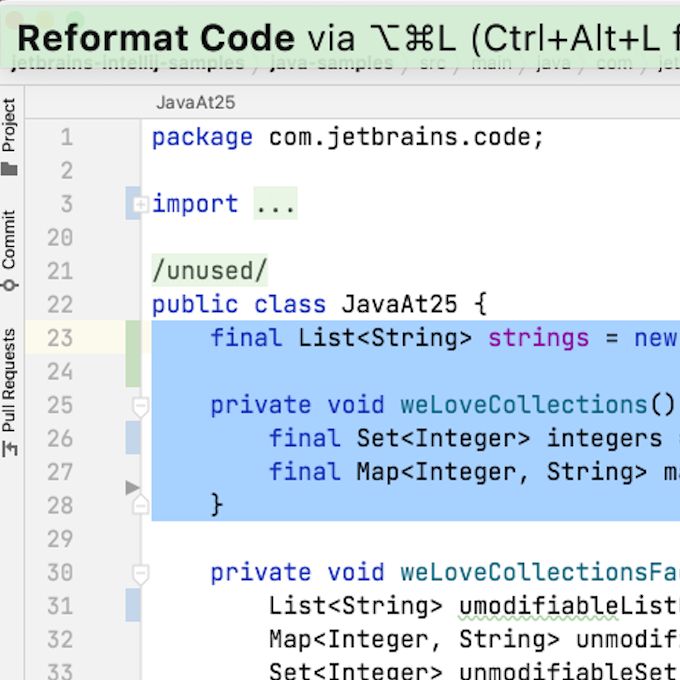 Reformat Code via ⌥⌘L (Ctrl+Alt+L f
jetbrains-intellij-samples / java-samples / src / main / java / com / jet
JavaAt25
Project
Commit
Pull Requests
1 package com.jetbrains.code;
2
3 import ...
20
21 /unused/
22 public class JavaAt25 {
23 final List<String> strings = new
24
25 private void weLoveCollections()
26 final Set<Integer> integers =
27 final Map<Integer, String> ma
28 }
29
30 private void weLoveCollectionsFa
31 List<String> umodifiableList
32 Map<Integer, String> unmodifi
33 Set<Integer> unmodifiableSet